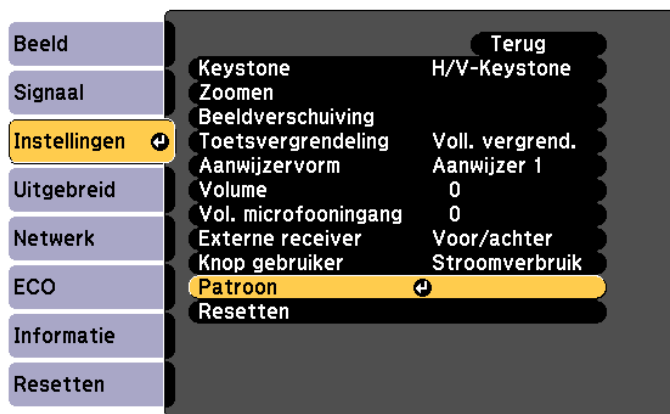 Beeld
Signaal
Instellingen
Uitgebreid
Netwerk
ECO
Informatie
Resetten
Terug
Keystone H/V-Keystone
Zoomen
Beeldverschuiving
Toetsvergrendeling Voll. vergrend.
Aanwijzervorm Aanwijzer 1
Volume 0
Vol. microfooningang 0
Externe receiver Voor/achter
Knop gebruiker Stroomverbruik
Patroon
Resetten